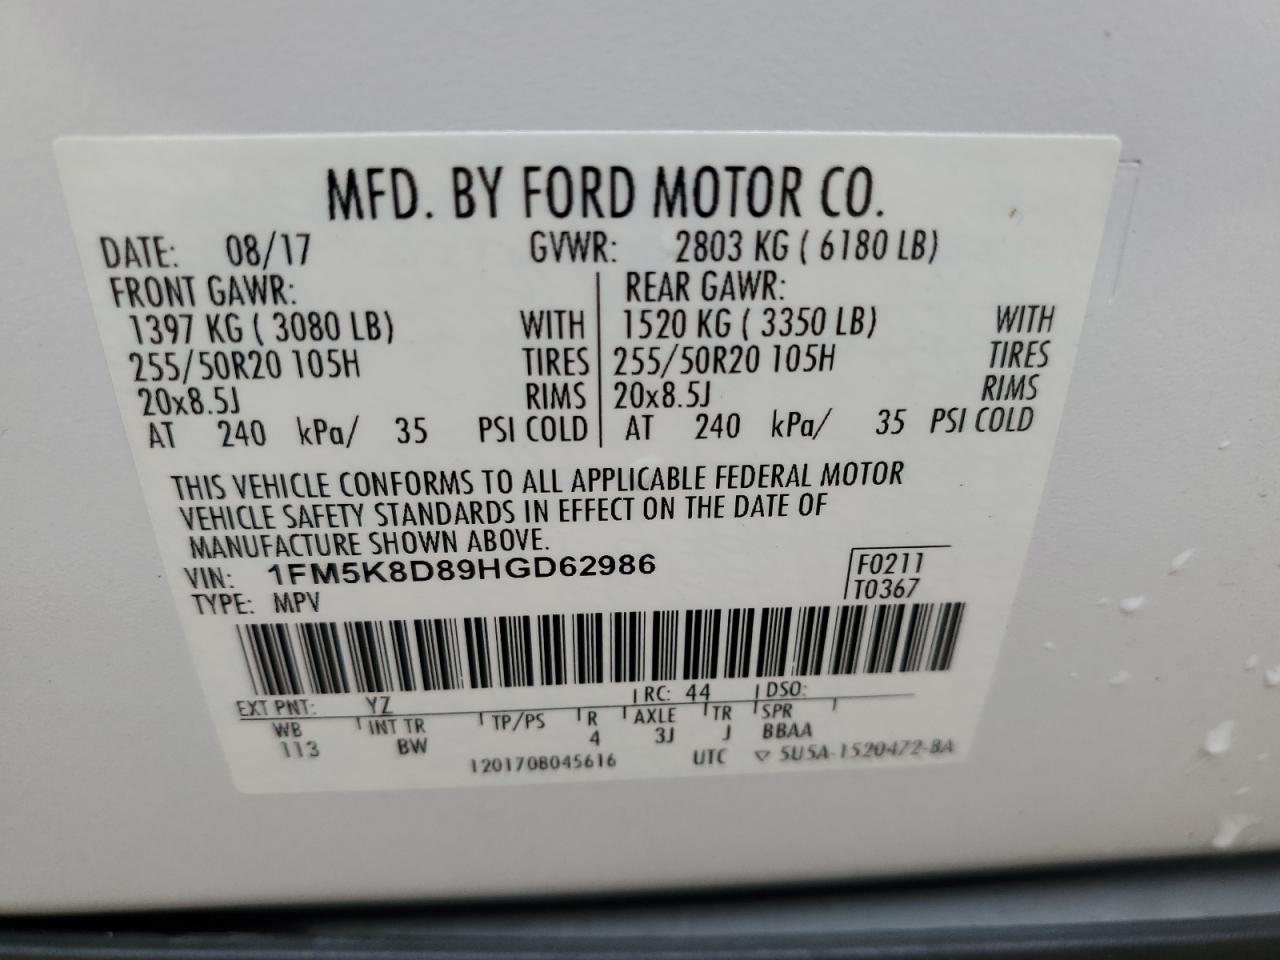 MFD. BY FORD MOTOR CO.
DATE: 08/17 GVWR: 2803 KG ( 6180 LB)
FRONT GAWR: REAR GAWR:
1397 KG ( 3080 LB) WITH 1520 KG ( 3350 LB) WITH
255/50R20 105H TIRES 255/50R20 105H TIRES
20x8.5J RIMS 20x8.5J RIMS
AT 240 kPa/ 35 PSI COLD AT 240 kPa/ 35 PSI COLD
THIS VEHICLE CONFORMS TO ALL APPLICABLE FEDERAL MOTOR
VEHICLE SAFETY STANDARDS IN EFFECT ON THE DATE OF
MANUFACTURE SHOWN ABOVE.
VIN: 1FM5K8D89HGD62986 F0211
TYPE: MPV T0367
EXT PNT: YZ RC: 44 DSO:
WB INT TR TP/PS R AXLE TR SPR
113 BW 4 3J J BBAA
1201708045616 UTC ▽ 5U5A-1520472-BA